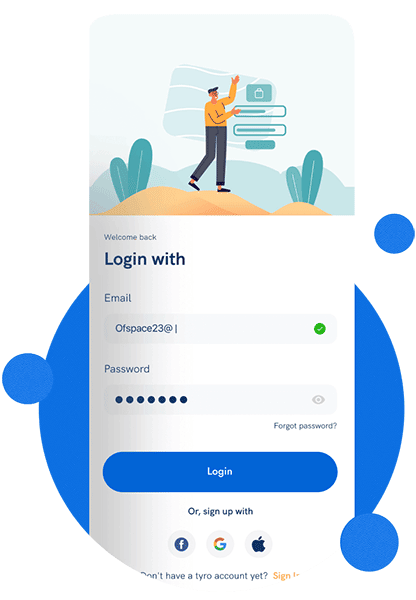 Welcome back
Login with
Email
Ofspace23@ |
Password
Forgot password?
Login
Or, sign up with
Don't have a tyro account yet? Sign